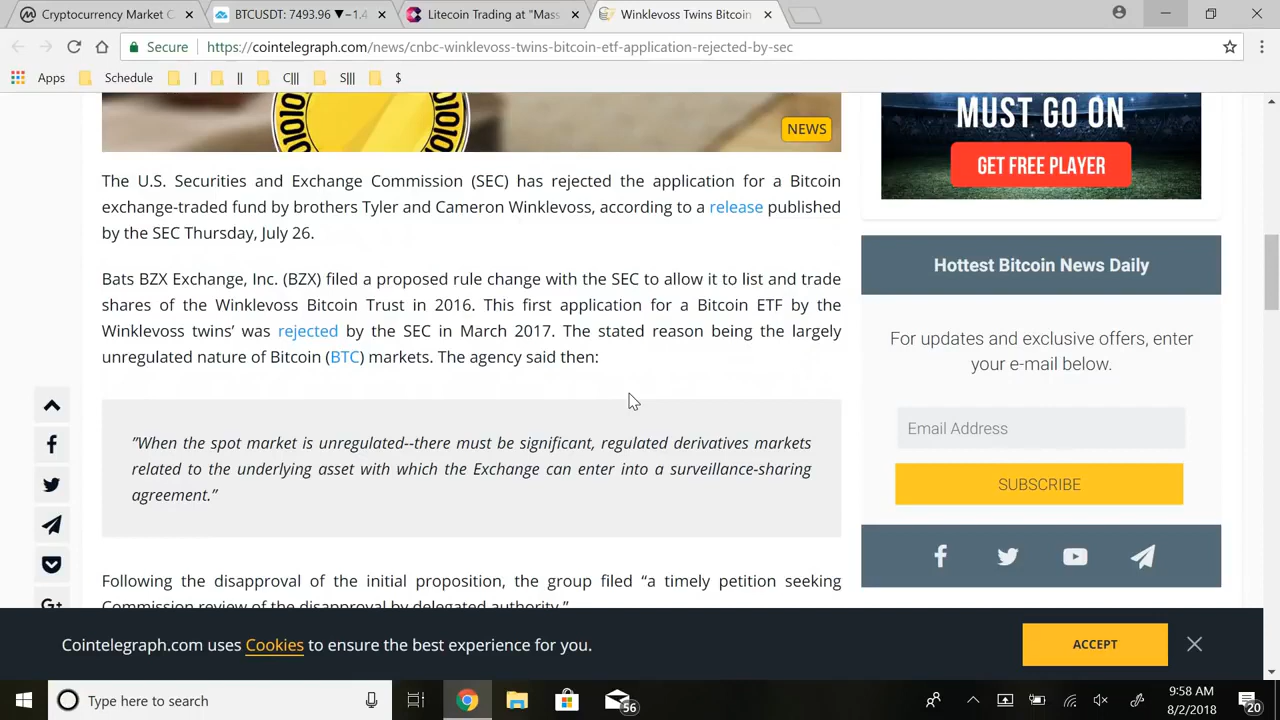 Cryptocurrency Market C
BTCUSDT: 7493.96 ▼−1.4
Litecoin Trading at "Mass
Winklevoss Twins Bitcoin
Secure
https://cointelegraph.com/news/cnbc-winklevoss-twins-bitcoin-etf-application-rejected-by-sec
Apps Schedule | || C||| S||| $
NEWS
The U.S. Securities and Exchange Commission (SEC) has rejected the application for a Bitcoin
exchange-traded fund by brothers Tyler and Cameron Winklevoss, according to a release published
by the SEC Thursday, July 26.
Bats BZX Exchange, Inc. (BZX) filed a proposed rule change with the SEC to allow it to list and trade
shares of the Winklevoss Bitcoin Trust in 2016. This first application for a Bitcoin ETF by the
Winklevoss twins’ was rejected by the SEC in March 2017. The stated reason being the largely
unregulated nature of Bitcoin (BTC) markets. The agency said then:
”When the spot market is unregulated--there must be significant, regulated derivatives markets
related to the underlying asset with which the Exchange can enter into a surveillance-sharing
agreement.”
Following the disapproval of the initial proposition, the group filed “a timely petition seeking
Commission review of the disapproval by delegated authority.”
MUST GO ON
GET FREE PLAYER
Hottest Bitcoin News Daily
For updates and exclusive offers, enter
your e-mail below.
Email Address
SUBSCRIBE
G+
Cointelegraph.com uses Cookies to ensure the best experience for you.
ACCEPT
Type here to search
56
9:58 AM
8/2/2018
20